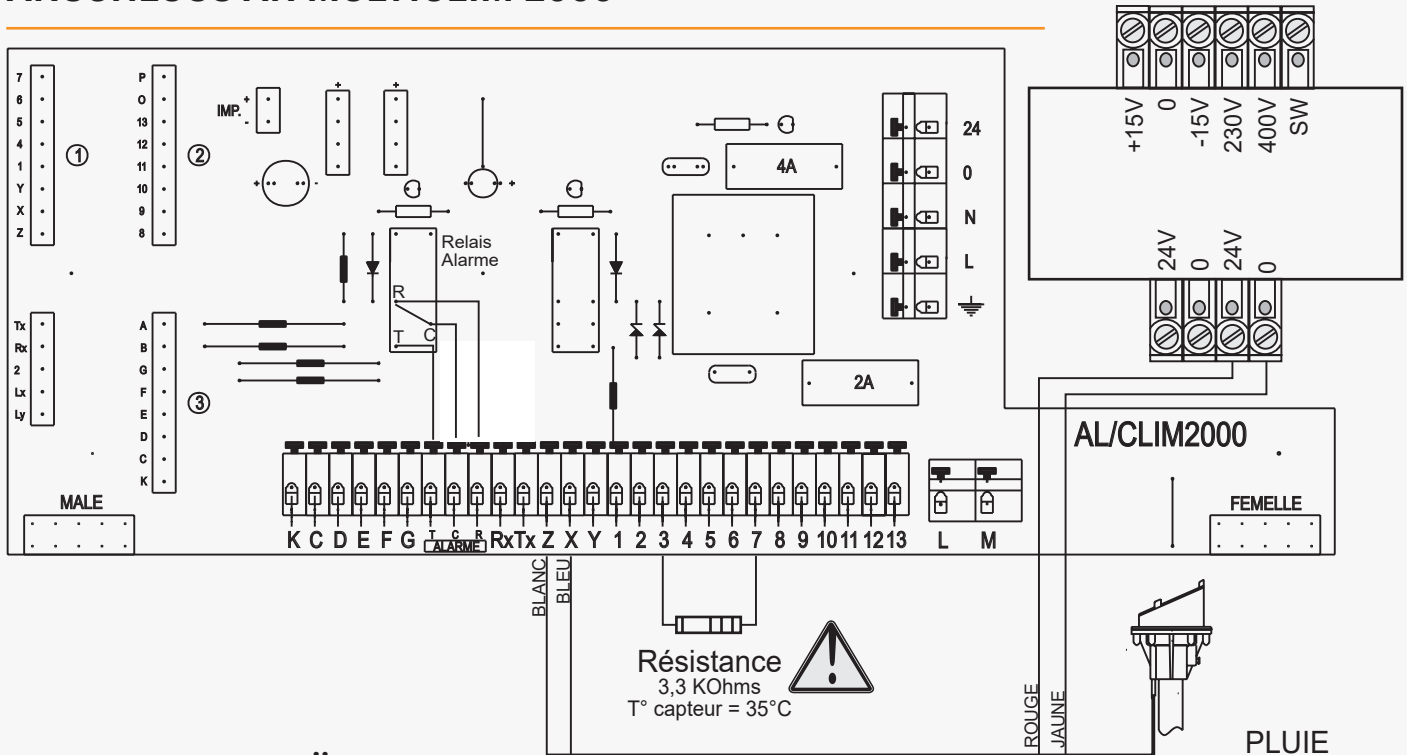 +15V
0
-15V
230V
400V
SW
24V
0
24V
0
7
6
5
4
1
Y
X
Z
①
P
O
13
12
11
10
9
8
②
IMP.
+
-
+
+
+
-
+
Relais
Alarme
R
T
C
4A
2A
24
0
N
L
Tx
Rx
2
Lx
Ly
A
B
G
F
E
D
C
K
③
AL/CLIM2000
MALE
FEMELLE
K C D E F G T C R Rx Tx Z X Y 1 2 3 4 5 6 7 8 9 10 11 12 13 L M
ALARME
BLANC
BLEU
Résistance
3,3 KOhms
T° capteur = 35°C
ROUGE
JAUNE
PLUIE